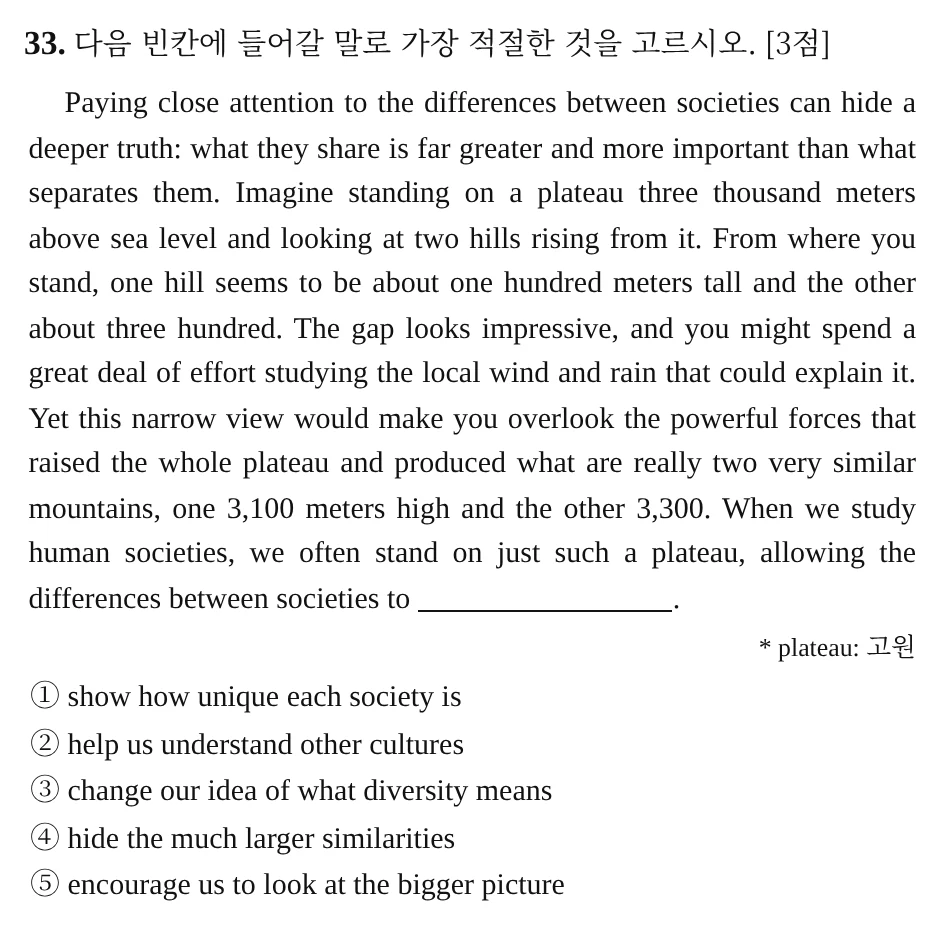 33. 다음 빈칸에 들어갈 말로 가장 적절한 것을 고르시오. [3점]
Paying close attention to the differences between societies can hide a
deeper truth: what they share is far greater and more important than what
separates them. Imagine standing on a plateau three thousand meters
above sea level and looking at two hills rising from it. From where you
stand, one hill seems to be about one hundred meters tall and the other
about three hundred. The gap looks impressive, and you might spend a
great deal of effort studying the local wind and rain that could explain it.
Yet this narrow view would make you overlook the powerful forces that
raised the whole plateau and produced what are really two very similar
mountains, one 3,100 meters high and the other 3,300. When we study
human societies, we often stand on just such a plateau, allowing the
differences between societies to ____________.
* plateau: 고원
① show how unique each society is
② help us understand other cultures
③ change our idea of what diversity means
④ hide the much larger similarities
⑤ encourage us to look at the bigger picture